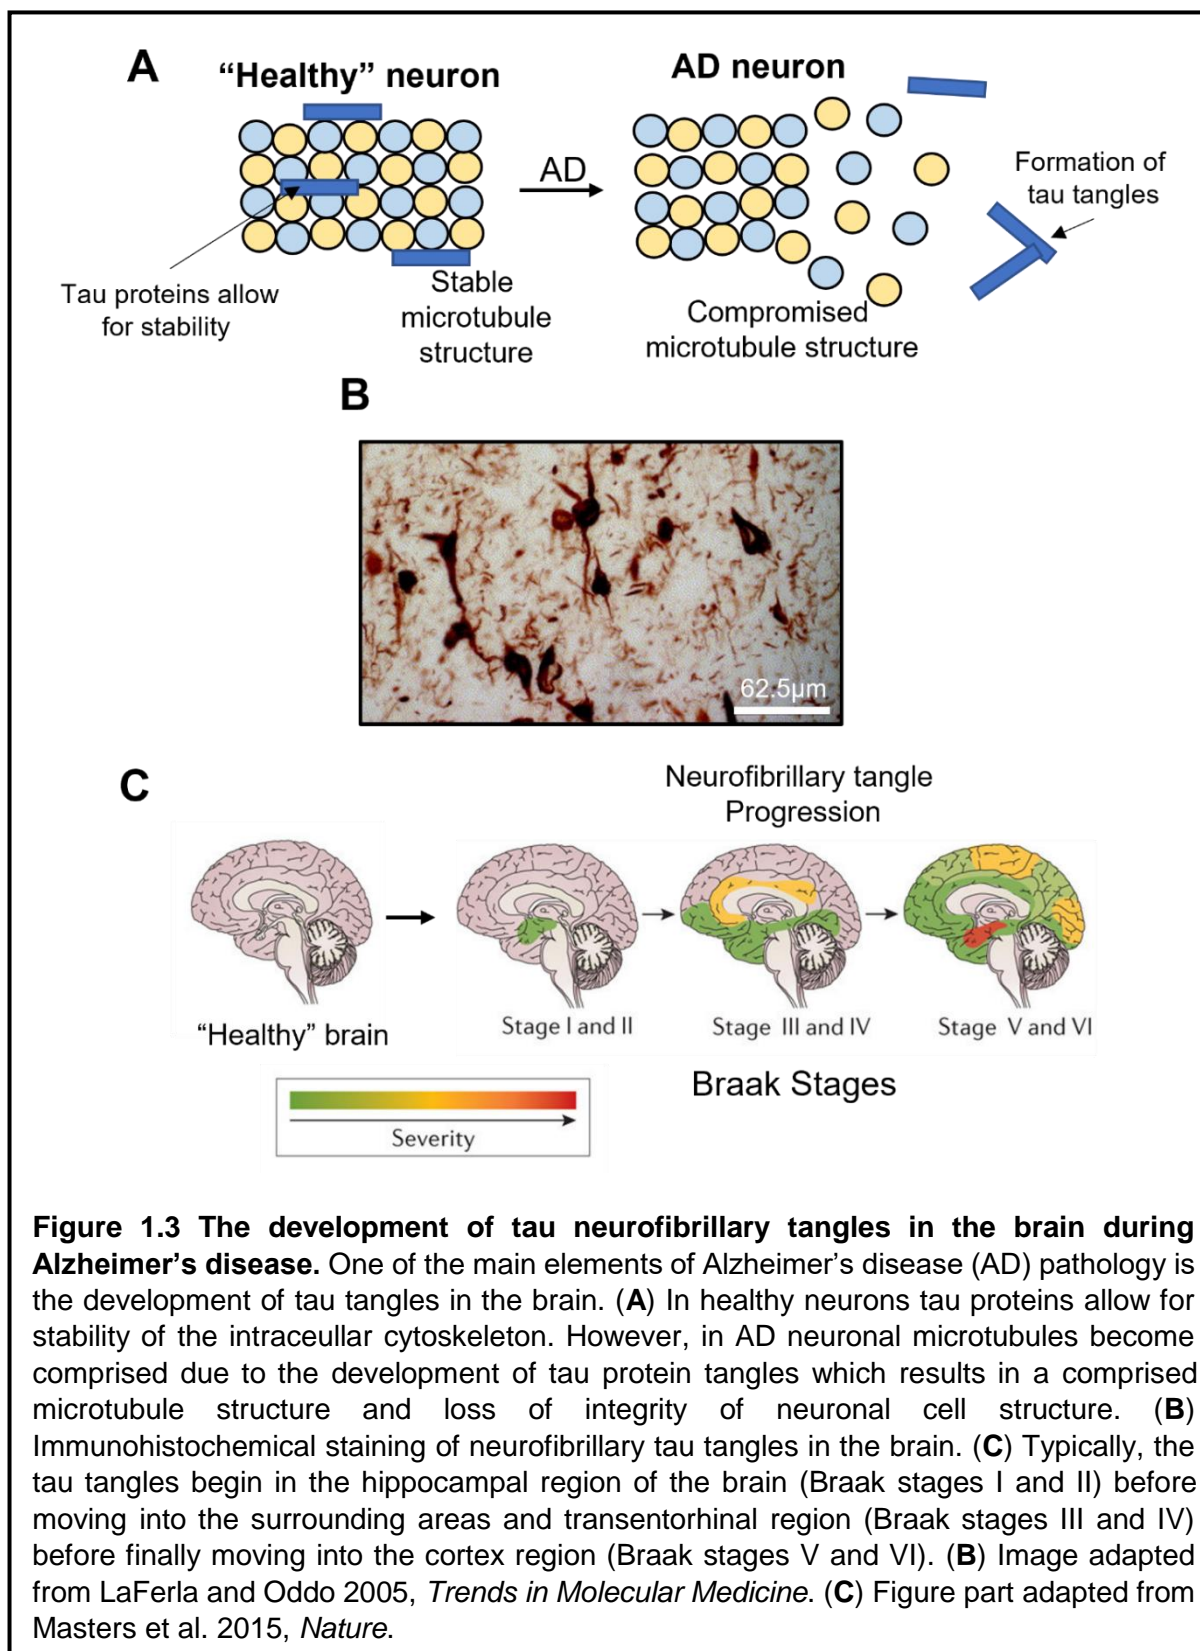 A
“Healthy” neuron
AD neuron
AD
Formation of
tau tangles
Tau proteins allow
for stability
Stable
microtubule
structure
Compromised
microtubule structure
B
62.5µm
C
Neurofibrillary tangle
Progression
“Healthy” brain
Stage I and II
Stage III and IV
Stage V and VI
Braak Stages
Severity
Figure 1.3 The development of tau neurofibrillary tangles in the brain during
Alzheimer’s disease. One of the main elements of Alzheimer’s disease (AD) pathology is
the development of tau tangles in the brain. (A) In healthy neurons tau proteins allow for
stability of the intraceullar cytoskeleton. However, in AD neuronal microtubules become
comprised due to the development of tau protein tangles which results in a comprised
microtubule structure and loss of integrity of neuronal cell structure. (B)
Immunohistochemical staining of neurofibrillary tau tangles in the brain. (C) Typically, the
tau tangles begin in the hippocampal region of the brain (Braak stages I and II) before
moving into the surrounding areas and transentorhinal region (Braak stages III and IV)
before finally moving into the cortex region (Braak stages V and VI). (B) Image adapted
from LaFerla and Oddo 2005, Trends in Molecular Medicine. (C) Figure part adapted from
Masters et al. 2015, Nature.